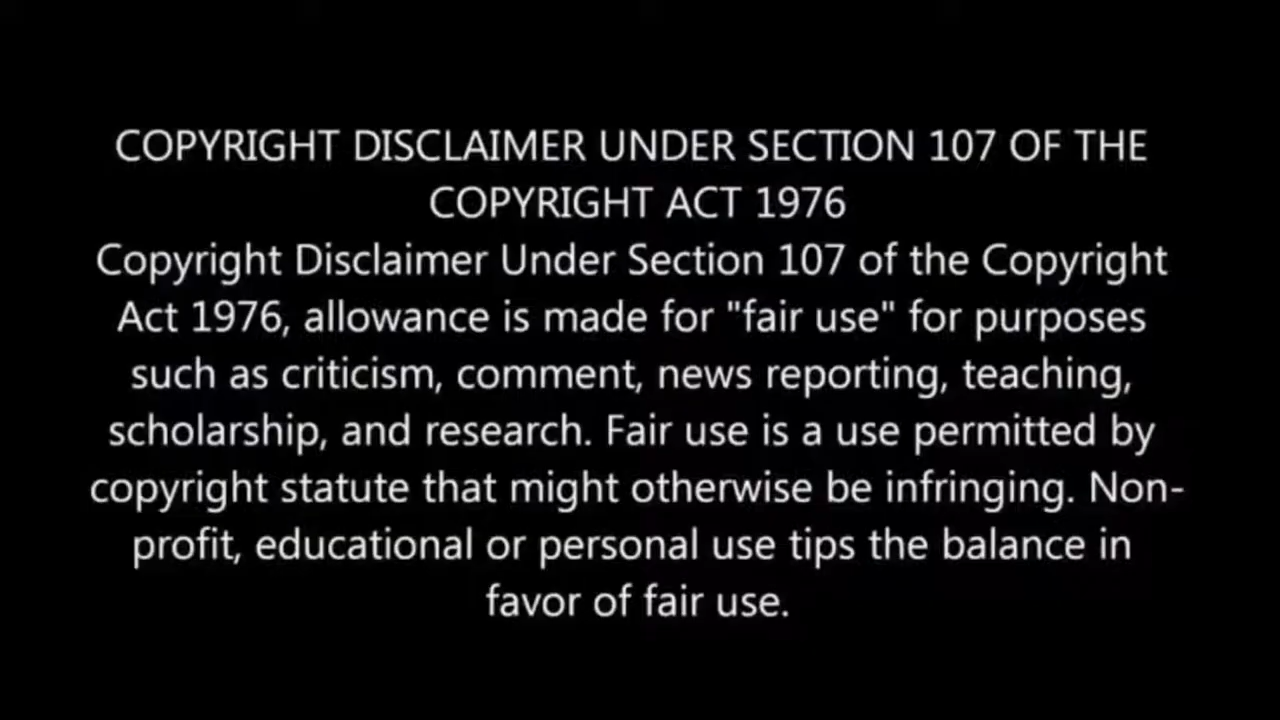 COPYRIGHT DISCLAIMER UNDER SECTION 107 OF THE
COPYRIGHT ACT 1976
Copyright Disclaimer Under Section 107 of the Copyright
Act 1976, allowance is made for "fair use" for purposes
such as criticism, comment, news reporting, teaching,
scholarship, and research. Fair use is a use permitted by
copyright statute that might otherwise be infringing. Non-
profit, educational or personal use tips the balance in
favor of fair use.